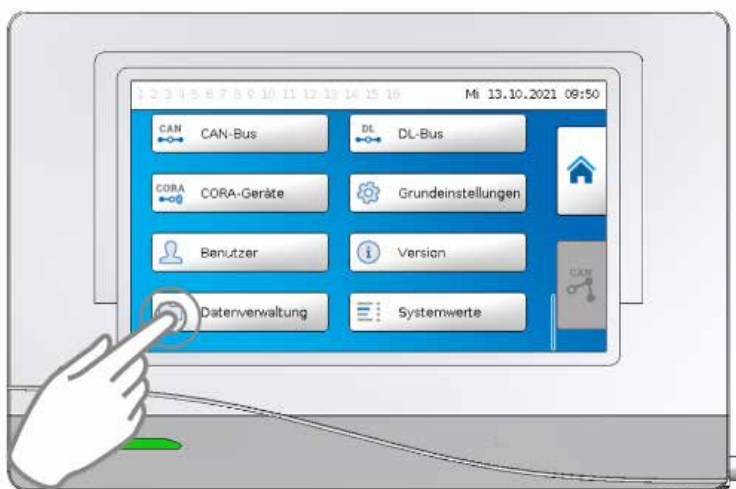 1 2 3 4 5 6 7 8 9 10 11 12 13 14 15 16 Mi 13.10.2021 09:50
CAN CAN-Bus DL DL-Bus
CORA CORA-Geräte Grundeinstellungen
Benutzer i Version
CAN
Datenverwaltung Systemwerte